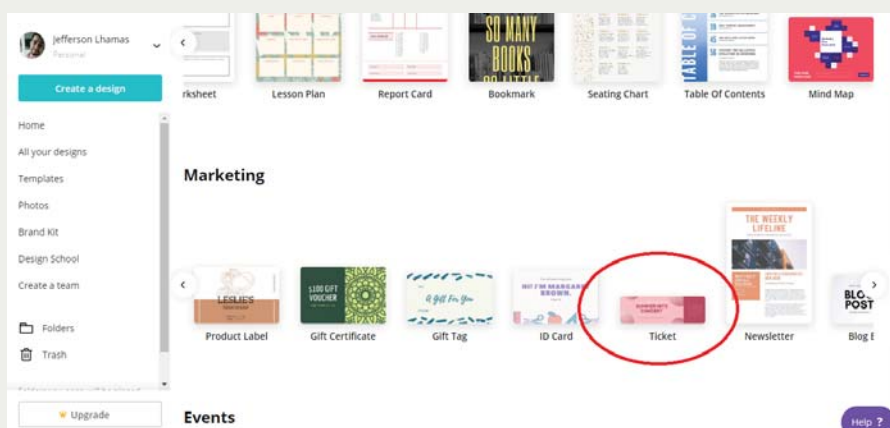 Jefferson Lhamas
Personal
Create a design
Home
All your designs
Templates
Photos
Brand Kit
Design School
Create a team
Folders
Trash
Upgrade
SO MANY
BOOKS
TABLE OF C
rksheet
Lesson Plan
Report Card
Bookmark
Seating Chart
Table Of Contents
Mind Map
Marketing
LESLIE'S
$100 GIFT
VOUCHER
A Gift For You
HI! I'M MARGARET
BROWN.
THE WEEKLY
LIFELINE
BLOG
POST
Product Label
Gift Certificate
Gift Tag
ID Card
Ticket
Newsletter
Blog B
Events
Help ?